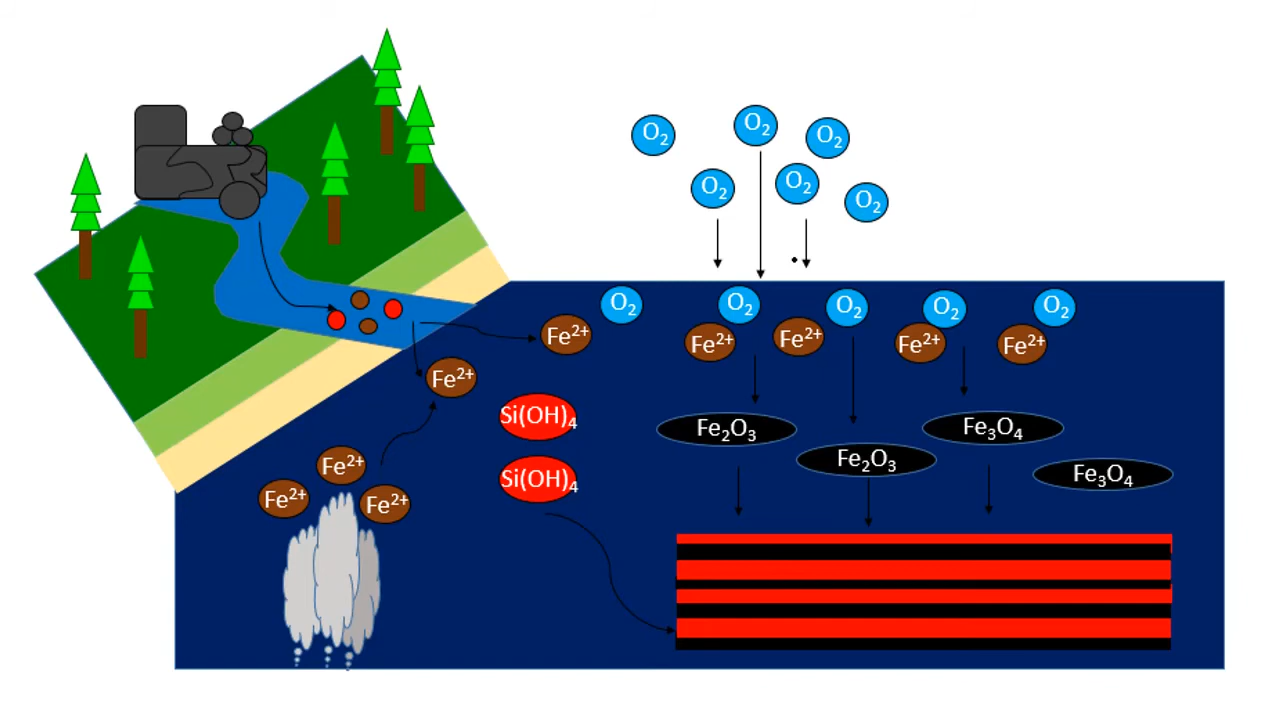 O₂
O₂
O₂
O₂
O₂
O₂
O₂
O₂
O₂
O₂
O₂
Fe²⁺
Fe²⁺
Fe²⁺
Fe²⁺
Fe²⁺
Fe²⁺
Si(OH)₄
Fe₂O₃
Fe₃O₄
Fe₂O₃
Fe²⁺
Si(OH)₄
Fe₃O₄
Fe²⁺
Fe²⁺